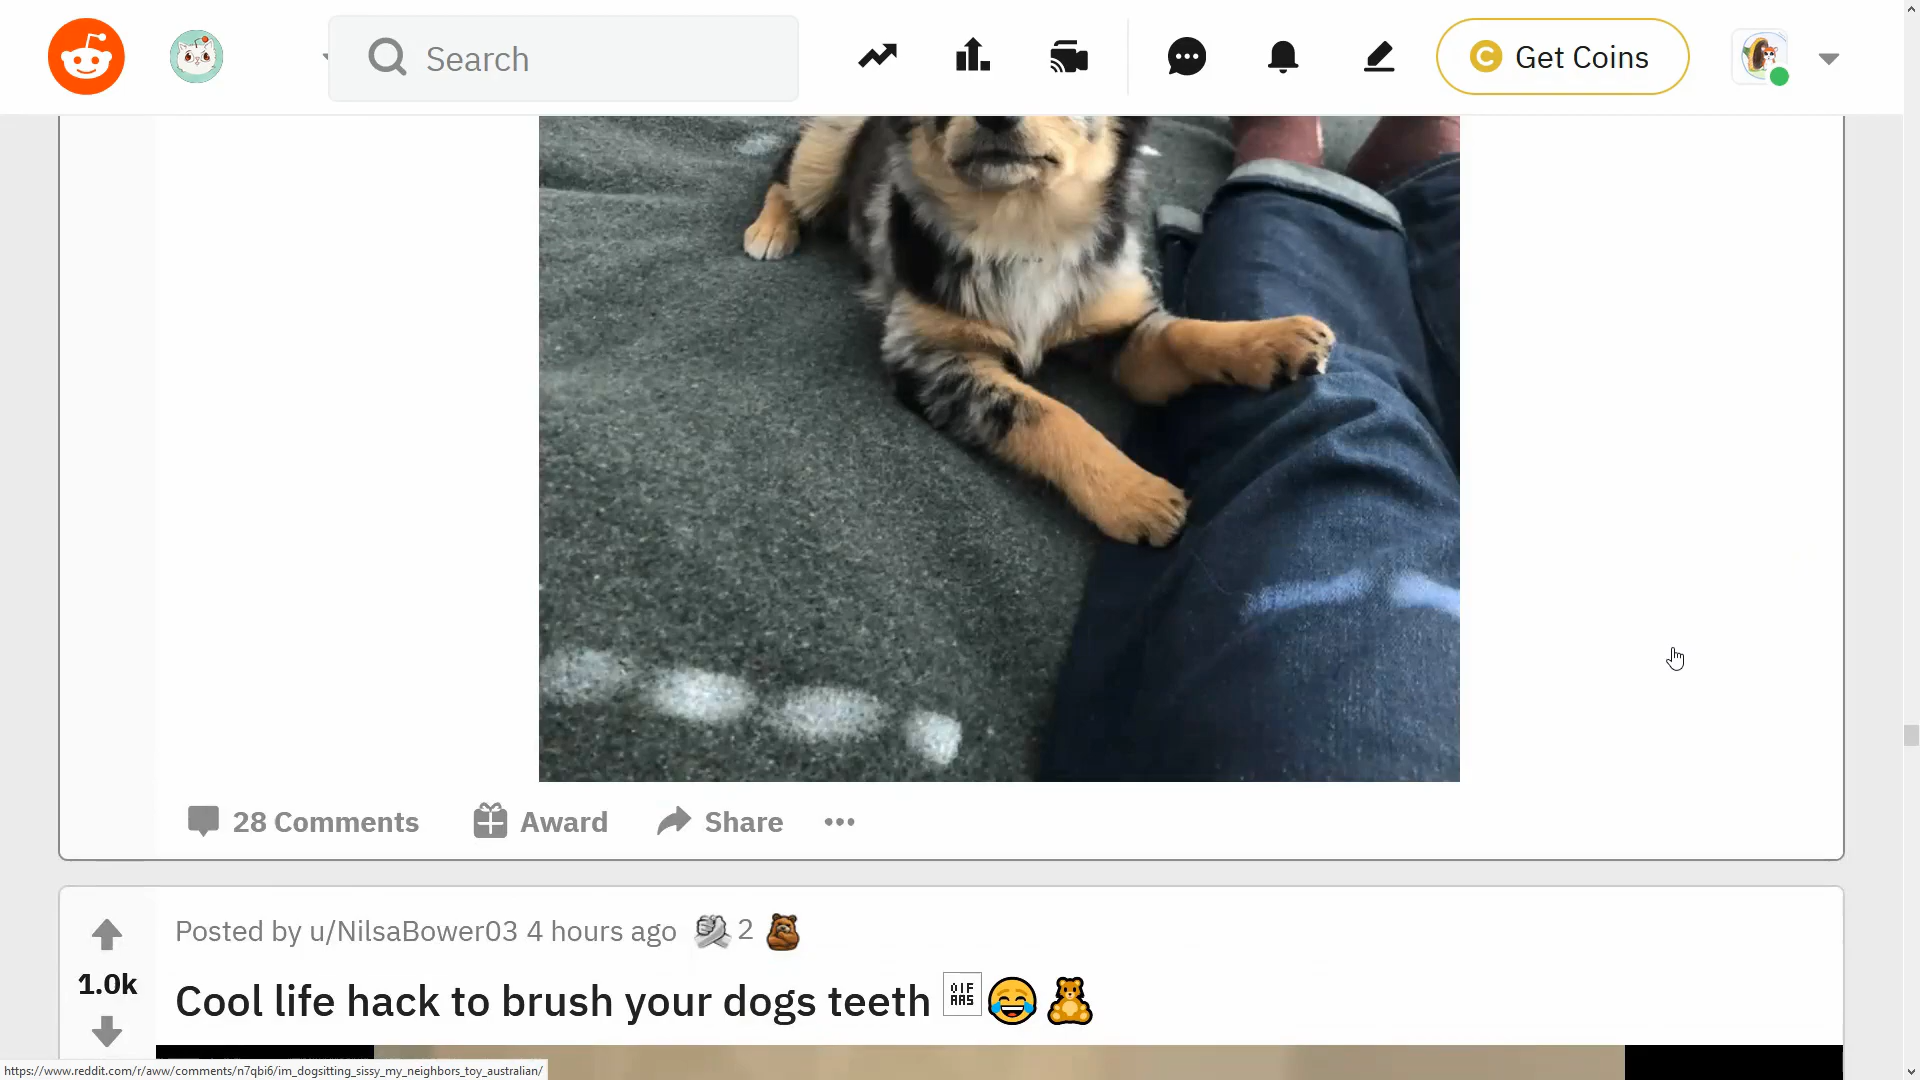 Search
Get Coins
28 Comments Award Share
Posted by u/NilsaBower03 4 hours ago 2
1.0k
Cool life hack to brush your dogs teeth
https://www.reddit.com/r/aww/comments/n7qbi6/im_dogsitting_sissy_my_neighbors_toy_australian/